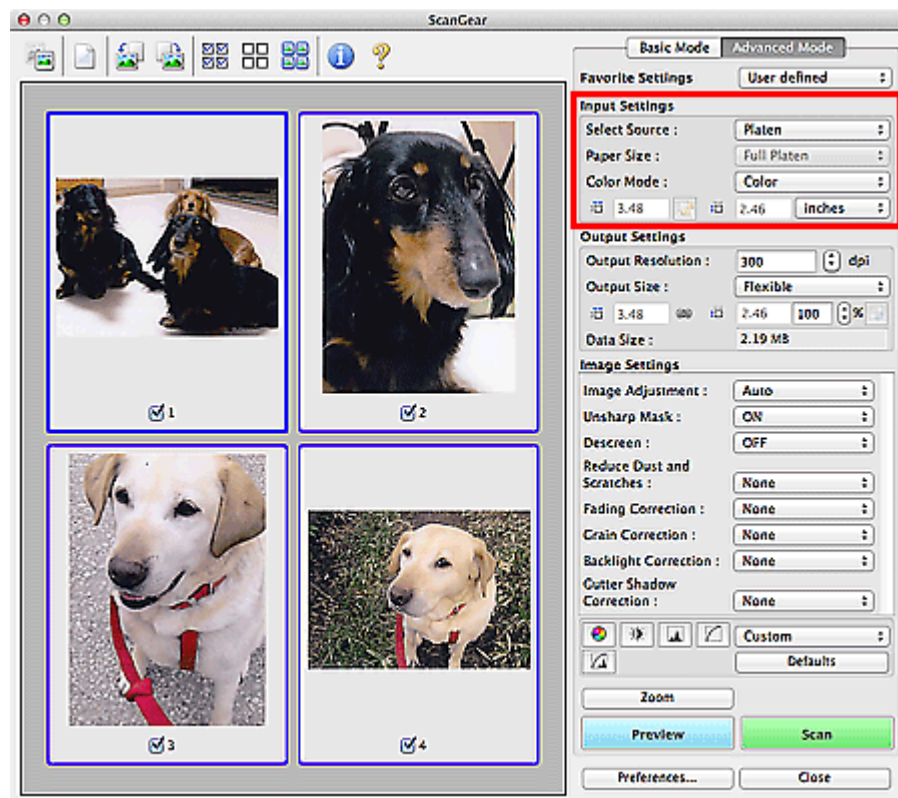 ScanGear
Basic Mode Advanced Mode
Favorite Settings User defined
Input Settings
Select Source : Platen
Paper Size : Full Platen
Color Mode : Color
3.48 2.46 inches
Output Settings
Output Resolution : 300 dpi
Output Size : Flexible
3.48 2.46 100 %
Data Size : 2.19 MB
Image Settings
Image Adjustment : Auto
Unsharp Mask : ON
Descreen : OFF
Reduce Dust and
Scratches : None
Fading Correction : None
Grain Correction : None
Backlight Correction : None
Gutter Shadow
Correction : None
Custom
Defaults
Zoom
Preview Scan
Preferences... Close
1
2
3
4